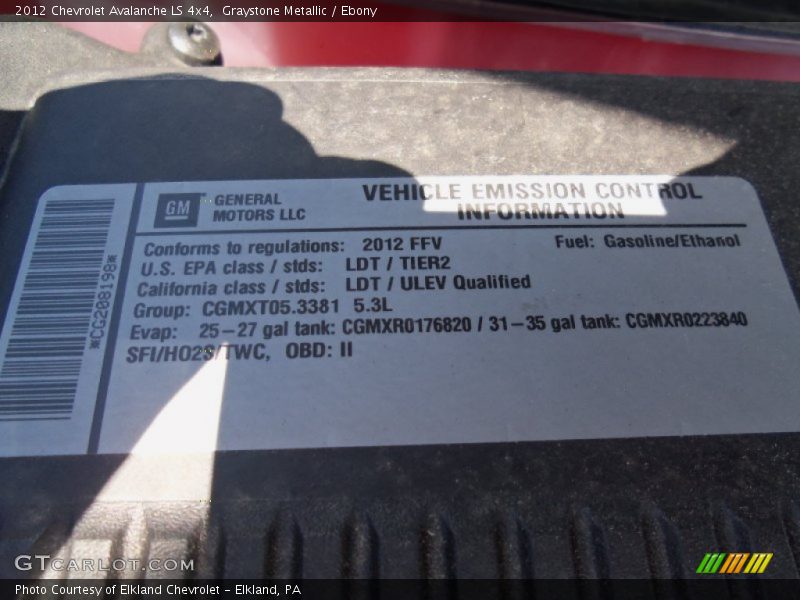 2012 Chevrolet Avalanche LS 4x4, Graystone Metallic / Ebony
GM GENERAL MOTORS LLC
VEHICLE EMISSION CONTROL
INFORMATION
Conforms to regulations: 2012 FFV Fuel: Gasoline/Ethanol
U.S. EPA class / stds: LDT / TIER2
California class / stds: LDT / ULEV Qualified
Group: CGMXT05.3381 5.3L
Evap: 25-27 gal tank: CGMXR0176820 / 31-35 gal tank: CGMXR0223840
SFI/HO2S/TWC, OBD: II
*CG208198*
GTCarLot.com
Photo Courtesy of Elkland Chevrolet - Elkland, PA